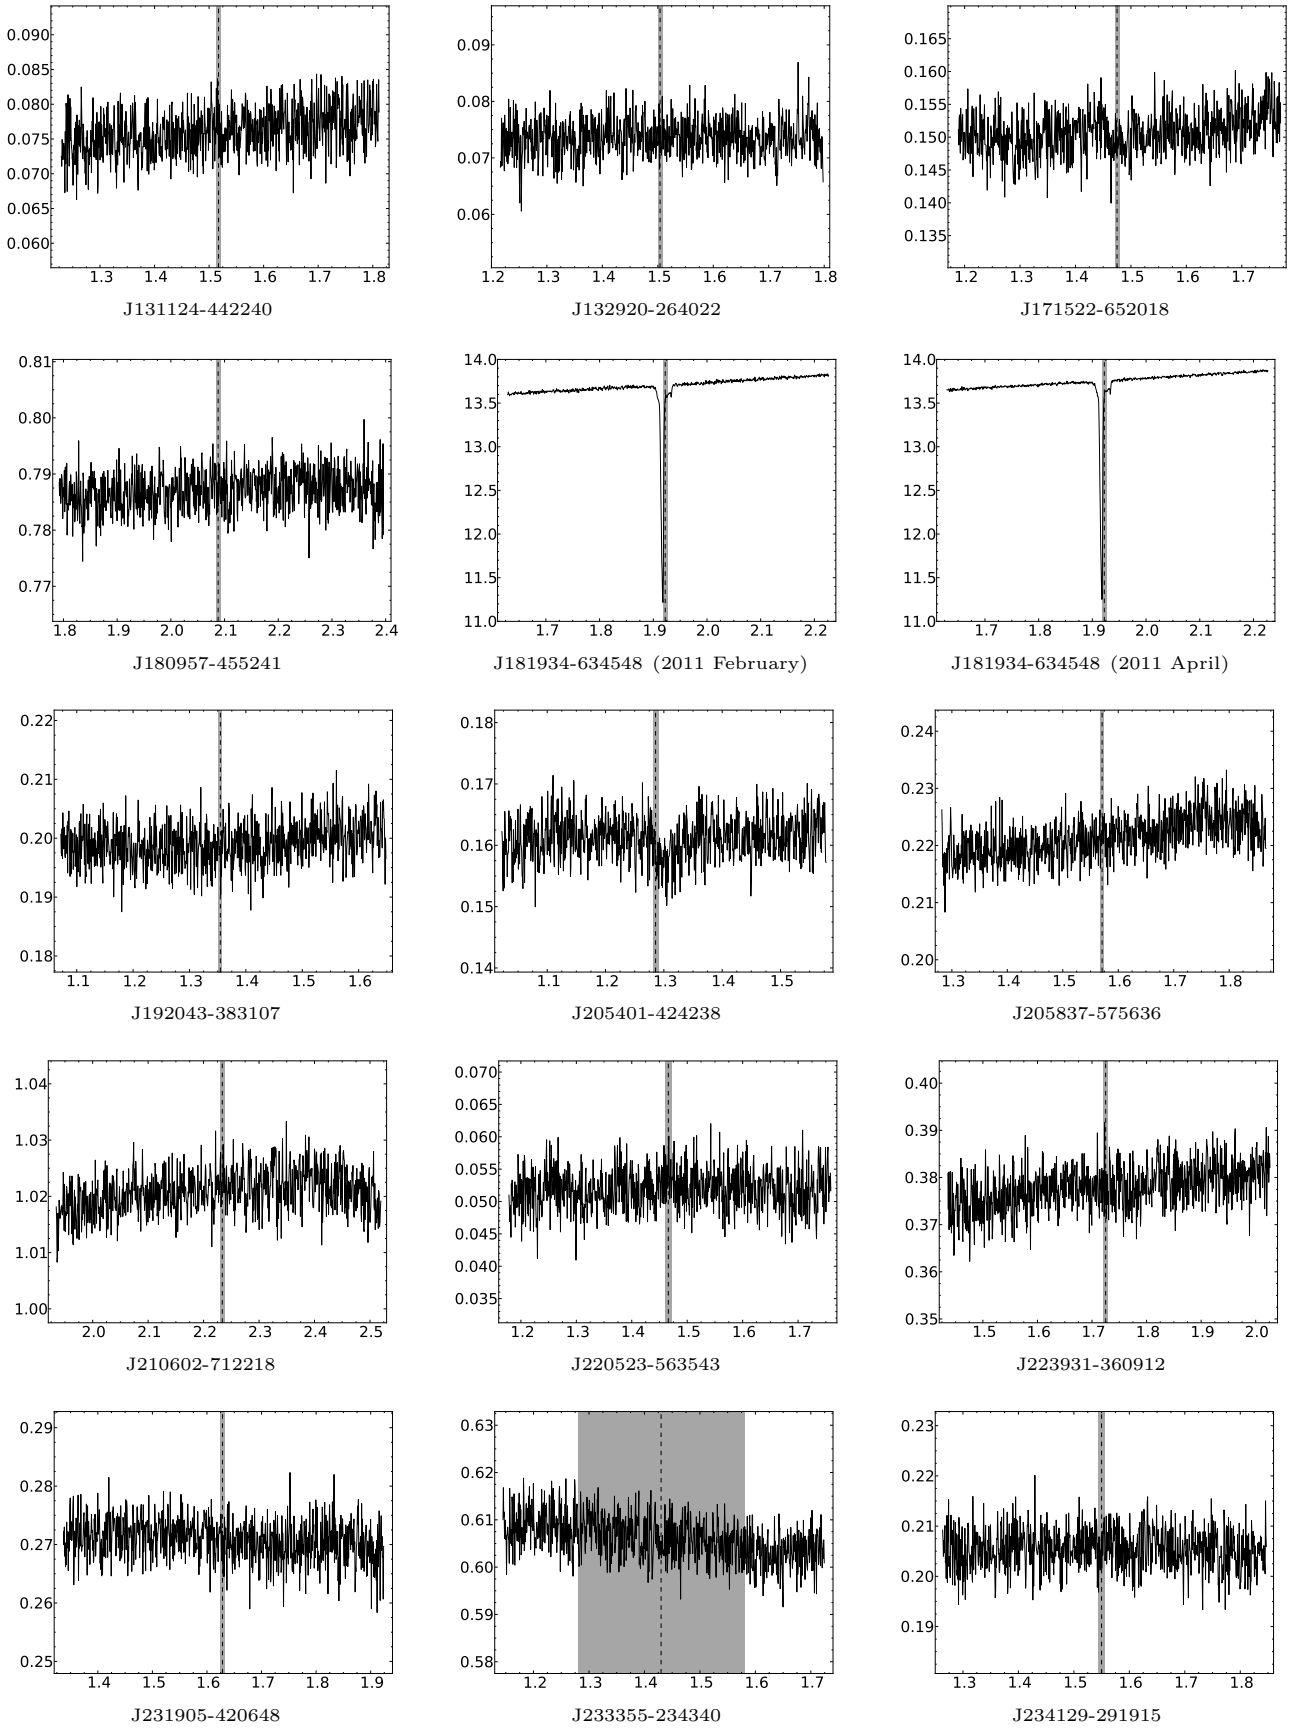 0.090
0.085
0.080
0.075
0.070
0.065
0.060
1.3 1.4 1.5 1.6 1.7 1.8
J131124-442240
0.09
0.08
0.07
0.06
1.2 1.3 1.4 1.5 1.6 1.7 1.8
J132920-264022
0.165
0.160
0.155
0.150
0.145
0.140
0.135
1.2 1.3 1.4 1.5 1.6 1.7
J171522-652018
0.81
0.80
0.79
0.78
0.77
1.8 1.9 2.0 2.1 2.2 2.3 2.4
J180957-455241
14.0
13.5
13.0
12.5
12.0
11.5
11.0
1.7 1.8 1.9 2.0 2.1 2.2
J181934-634548 (2011 February)
14.0
13.5
13.0
12.5
12.0
11.5
11.0
1.7 1.8 1.9 2.0 2.1 2.2
J181934-634548 (2011 April)
0.22
0.21
0.20
0.19
0.18
1.1 1.2 1.3 1.4 1.5 1.6
J192043-383107
0.18
0.17
0.16
0.15
0.14
1.1 1.2 1.3 1.4 1.5
J205401-424238
0.24
0.23
0.22
0.21
0.20
1.3 1.4 1.5 1.6 1.7 1.8
J205837-575636
1.04
1.03
1.02
1.01
1.00
2.0 2.1 2.2 2.3 2.4 2.5
J210602-712218
0.070
0.065
0.060
0.055
0.050
0.045
0.040
0.035
1.2 1.3 1.4 1.5 1.6 1.7
J220523-563543
0.40
0.39
0.38
0.37
0.36
0.35
1.5 1.6 1.7 1.8 1.9 2.0
J223931-360912
0.29
0.28
0.27
0.26
0.25
1.4 1.5 1.6 1.7 1.8 1.9
J231905-420648
0.63
0.62
0.61
0.60
0.59
0.58
1.2 1.3 1.4 1.5 1.6 1.7
J233355-234340
0.23
0.22
0.21
0.20
0.19
1.3 1.4 1.5 1.6 1.7 1.8
J234129-291915